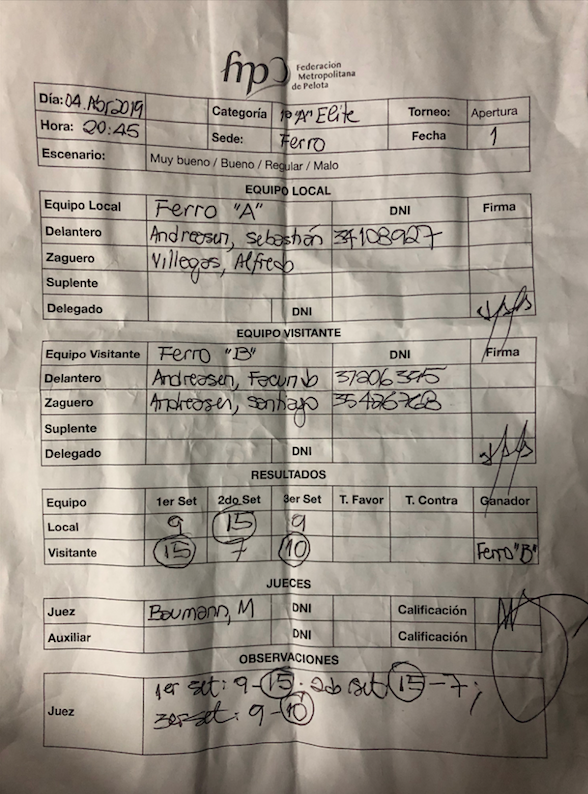 fmp Federacion
Metropolitana
de Pelota
Día: 04. Abr 2019 Categoría 1º "A" Elite Torneo: Apertura
Hora: 20:45 Sede: Ferro Fecha 1
Escenario: Muy bueno / Bueno / Regular / Malo
EQUIPO LOCAL
Equipo Local Ferro "A" DNI Firma
Delantero Andreasen, Sebastián 34108927
Zaguero Villegas, Alfredo
Suplente
Delegado DNI
EQUIPO VISITANTE
Equipo Visitante Ferro "B" DNI Firma
Delantero Andreasen, Facundo
Zaguero Andreasen, Santiago 35426768
Suplente
Delegado DNI
RESULTADOS
Equipo 1er Set 2do Set 3er Set T. Favor T. Contra Ganador
Local 9 15 9
Visitante 15 7 10 Ferro "B"
JUECES
Juez Baumann, M DNI Calificación
Auxiliar DNI Calificación
OBSERVACIONES
Juez 1er set: 9-15; 2do set 15-7;
3er set: 9-10